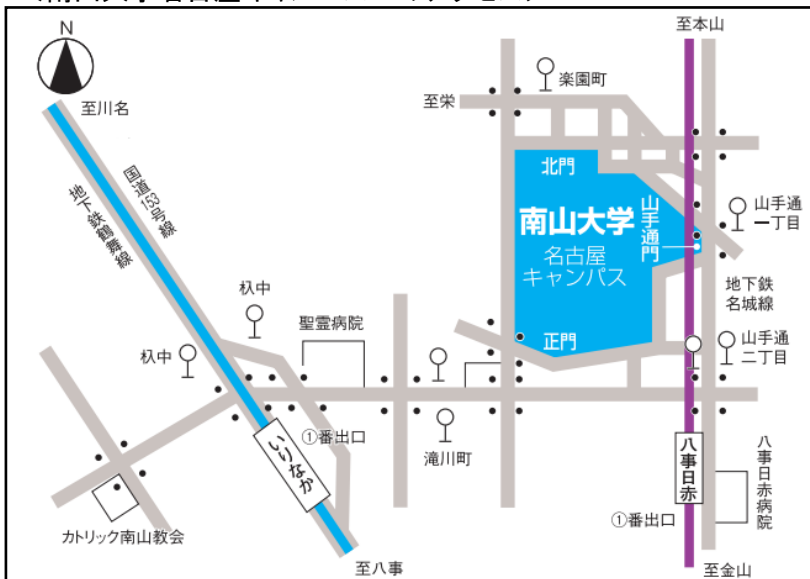 N
至本山
楽園町
至栄
至川名
国道153号線
地下鉄鶴舞線
北門
南山大学
名古屋
キャンパス
山手通門
山手通
一丁目
地下鉄
名城線
杁中
杁中
聖霊病院
正門
山手通
二丁目
①番出口
いりなか
滝川町
八事日赤
八事日赤病院
①番出口
カトリック南山教会
至八事
至金山